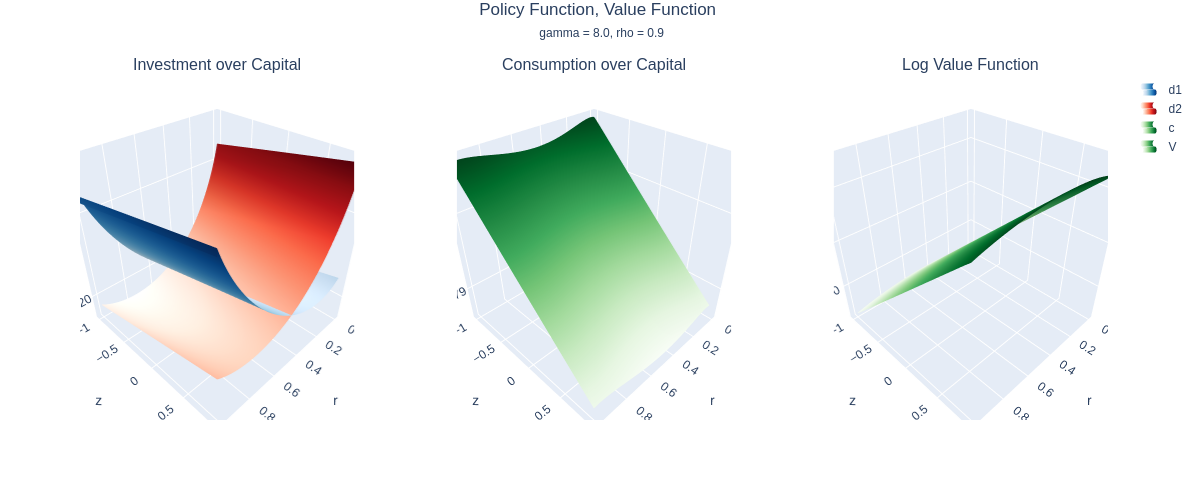 Policy Function, Value Function
gamma = 8.0, rho = 0.9
Investment over Capital
Consumption over Capital
Log Value Function
d1
d2
c
V
20
−1
−0.5
0
0.5
z
0
0.2
0.4
0.6
0.8
r
−1
−0.5
0
0.5
z
0
0.2
0.4
0.6
0.8
r
0
−1
−0.5
0
0.5
z
0
0.2
0.4
0.6
0.8
r